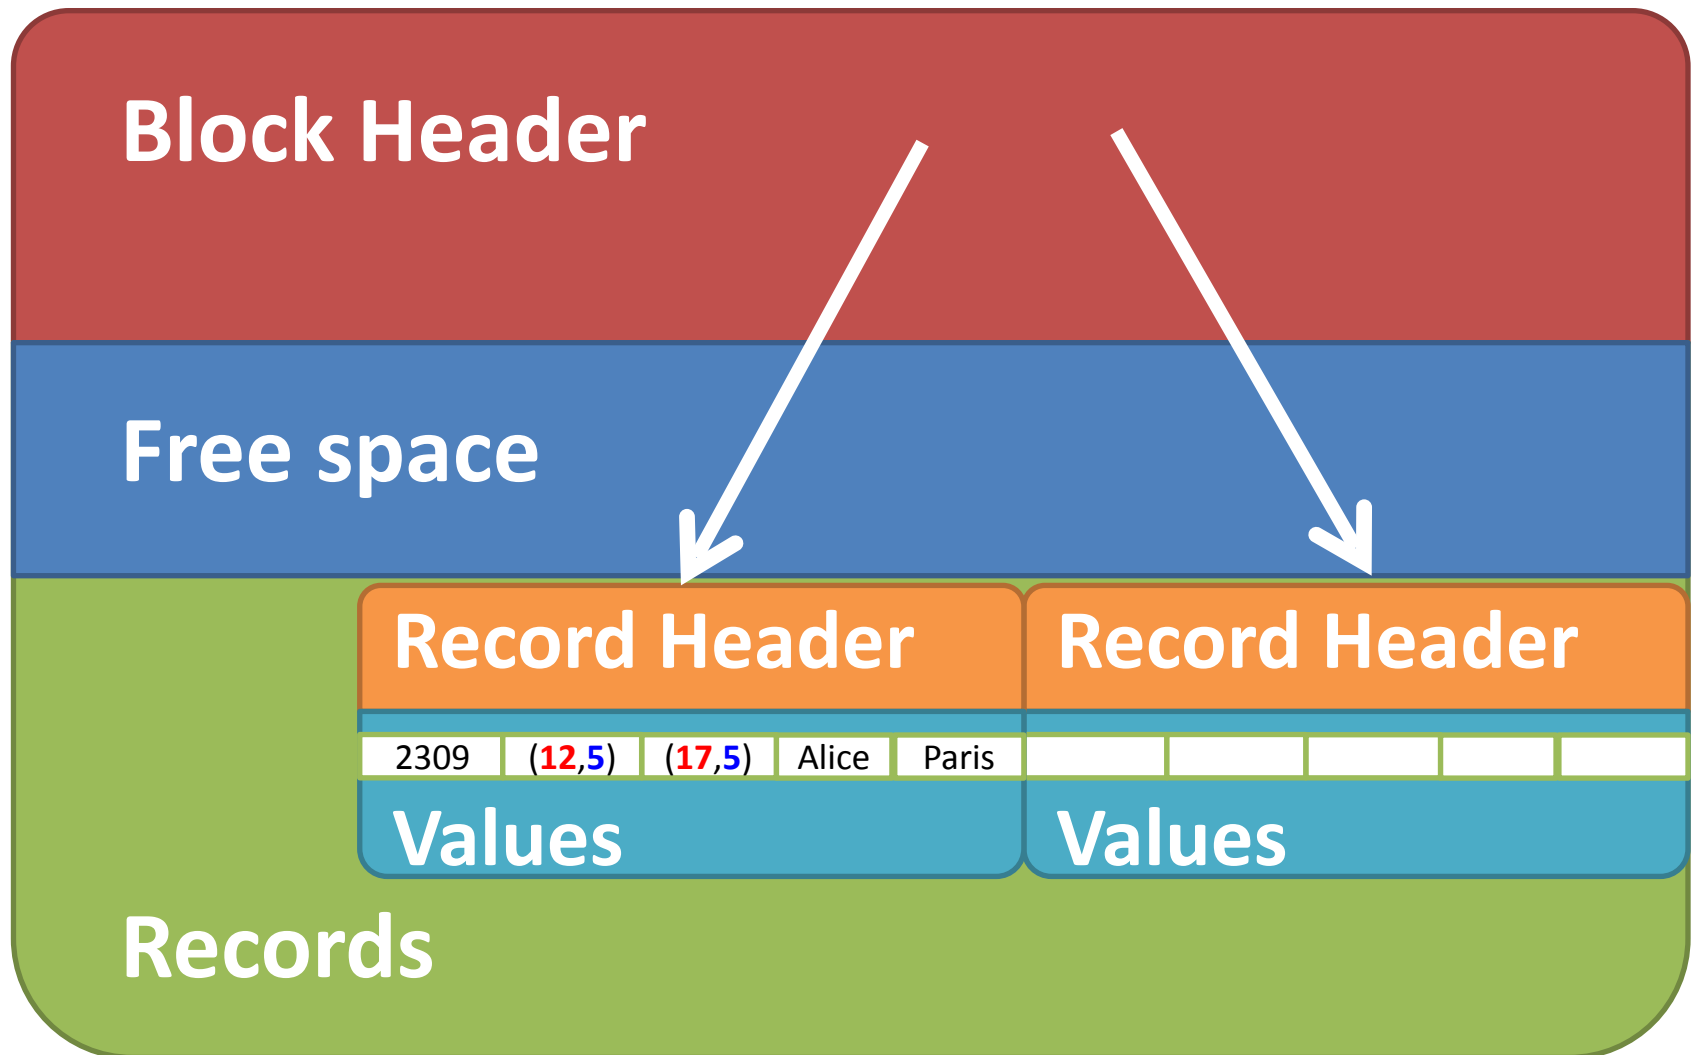 Block Header
Free space
Record Header Record Header
2309 (12,5) (17,5) Alice Paris
Values Values
Records